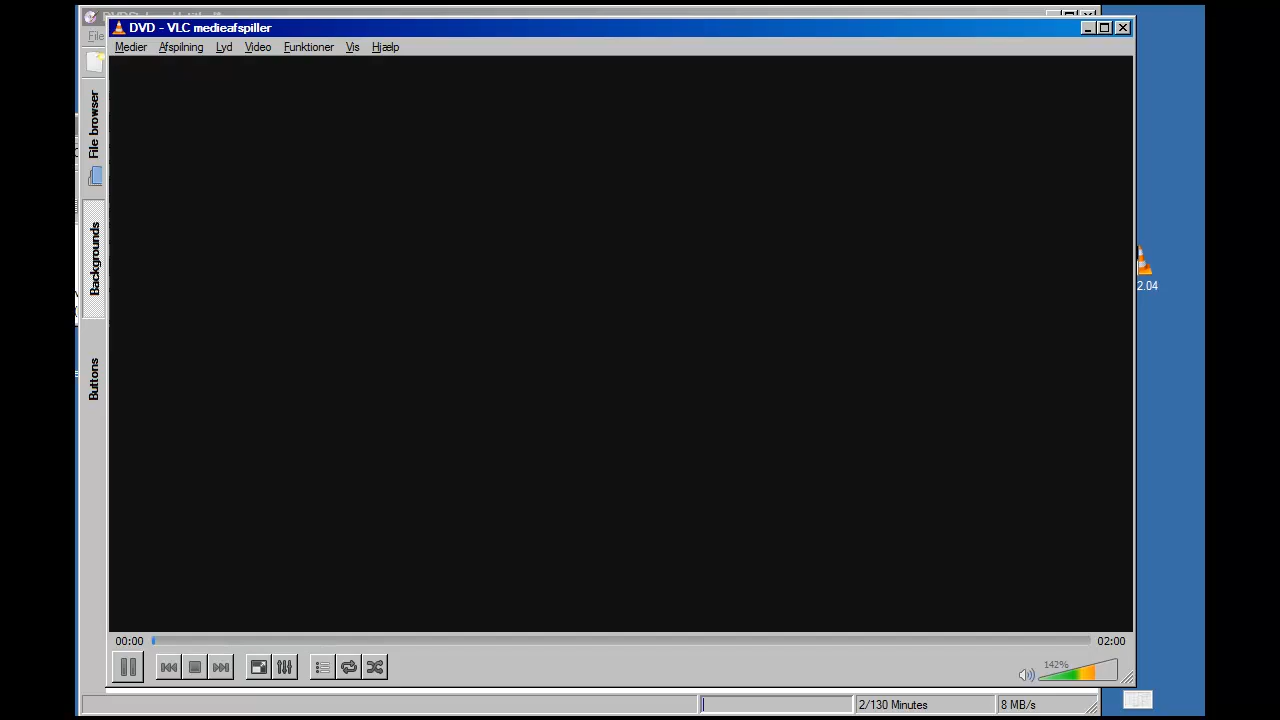 DVD - VLC medieafspiller
File
Medier Afspilning Lyd Video Funktioner Vis Hjælp
File browser
Backgrounds
Buttons
2.04
00:00 02:00
142%
2/130 Minutes 8 MB/s